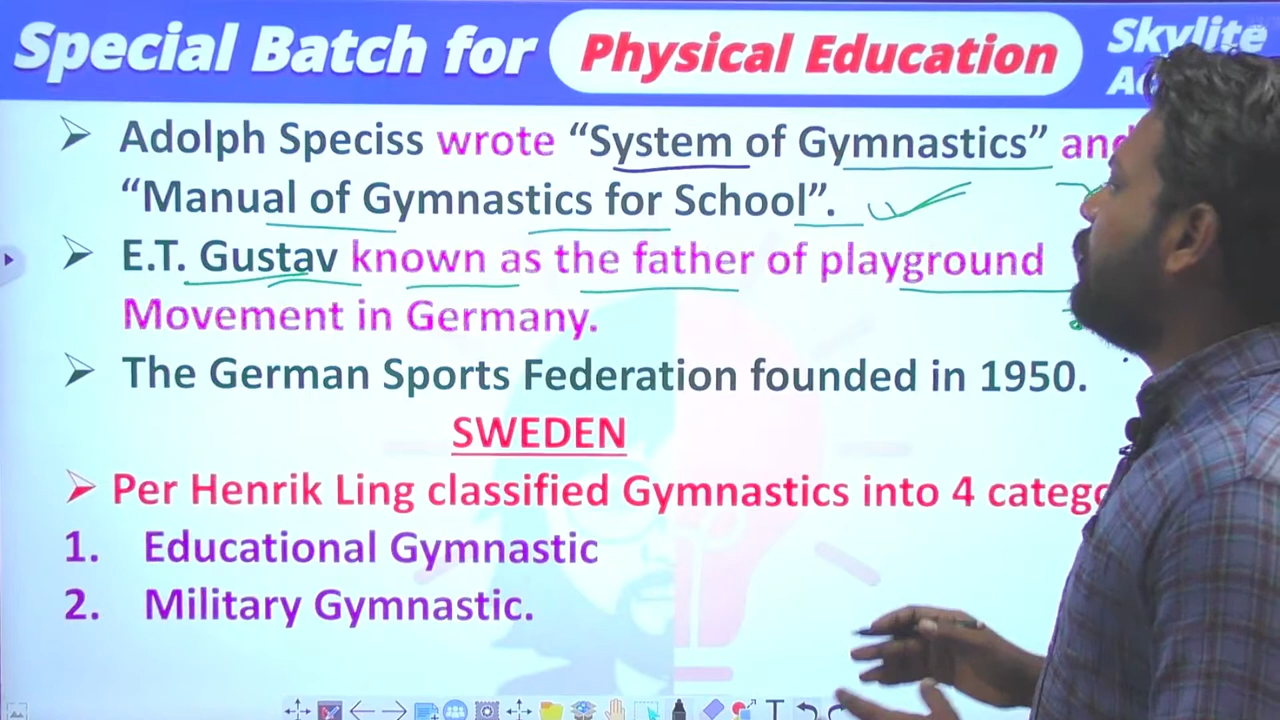 Special Batch for Physical Education Skylite
➢ Adolph Speciss wrote “System of Gymnastics” and
“Manual of Gymnastics for School”.
➢ E.T. Gustav known as the father of playground
Movement in Germany.
➢ The German Sports Federation founded in 1950.
SWEDEN
➢ Per Henrik Ling classified Gymnastics into 4
1. Educational Gymnastic
2. Military Gymnastic.